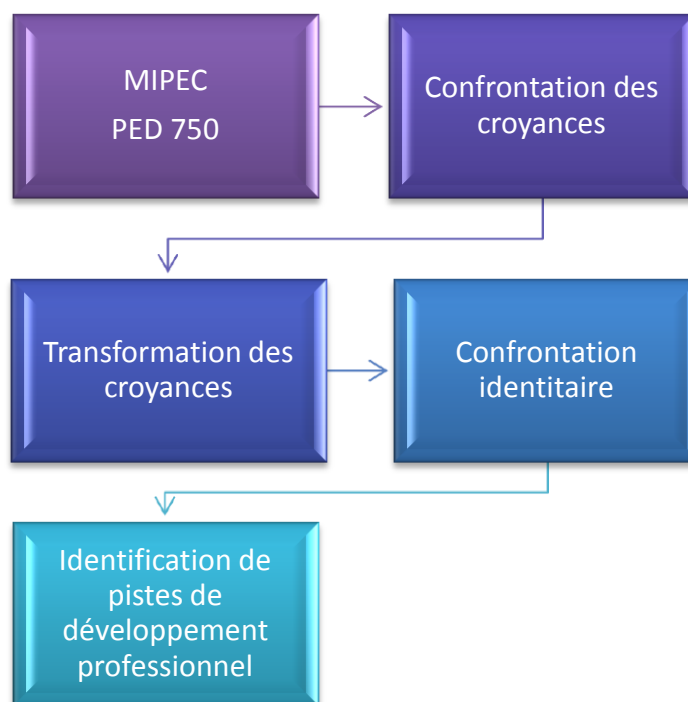 MIPEC
PED 750
Confrontation des
croyances
Transformation des
croyances
Confrontation
identitaire
Identification de
pistes de
développement
professionnel